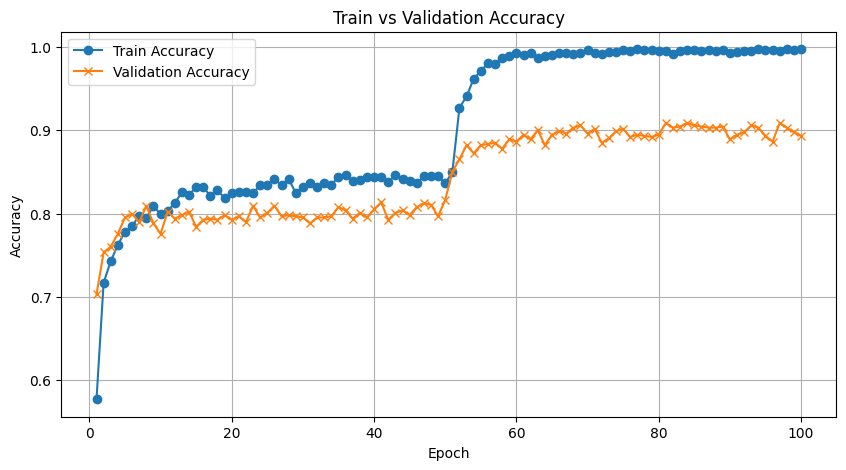 Train vs Validation Accuracy
Train Accuracy
Validation Accuracy
1.0
0.9
0.8
0.7
0.6
Accuracy
0
20
40
60
80
100
Epoch